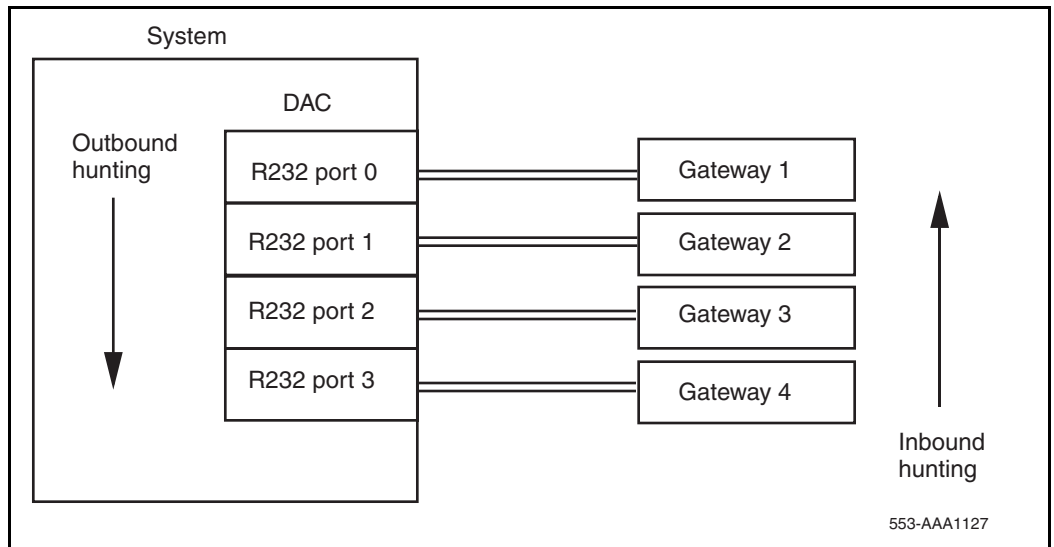 System
DAC
Outbound
hunting
R232 port 0
Gateway 1
R232 port 1
Gateway 2
R232 port 2
Gateway 3
R232 port 3
Gateway 4
Inbound
hunting
553-AAA1127